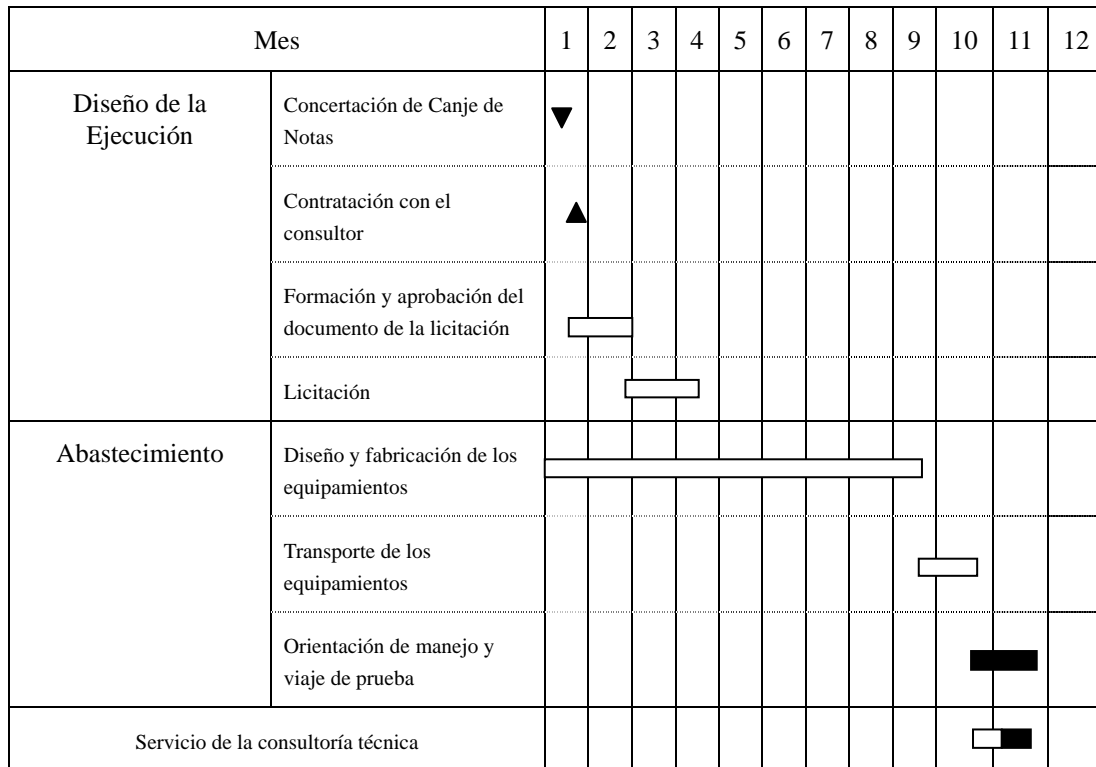 Mes 1 2 3 4 5 6 7 8 9 10 11 12
Diseño de la
Ejecución
Concertación de Canje de
Notas
Contratación con el
consultor
Formación y aprobación del
documento de la licitación
Licitación
Abastecimiento
Diseño y fabricación de los
equipamientos
Transporte de los
equipamientos
Orientación de manejo y
viaje de prueba
Servicio de la consultoría técnica